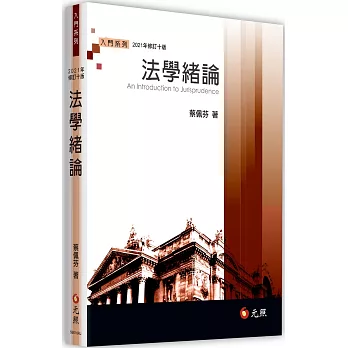 入門系列
2021年修訂十版
法學緒論
An Introduction to Jurisprudence
蔡佩芬 著
元照
入門系列
2021年
修訂十版
法學緒論
蔡佩芬
著
元照